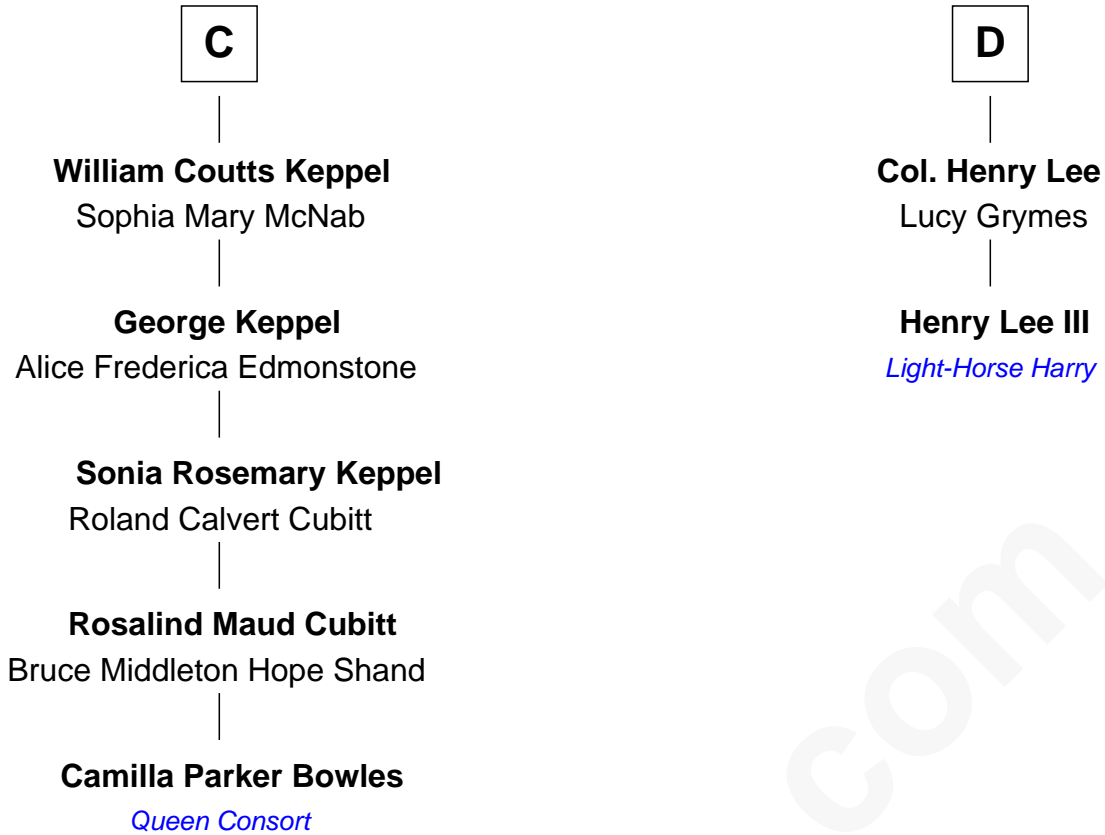 C
William Coutts Keppel
Sophia Mary McNab
George Keppel
Alice Frederica Edmonstone
Sonia Rosemary Keppel
Roland Calvert Cubitt
Rosalind Maud Cubitt
Bruce Middleton Hope Shand
Camilla Parker Bowles
Queen Consort
D
Col. Henry Lee
Lucy Grymes
Henry Lee III
Light-Horse Harry
com